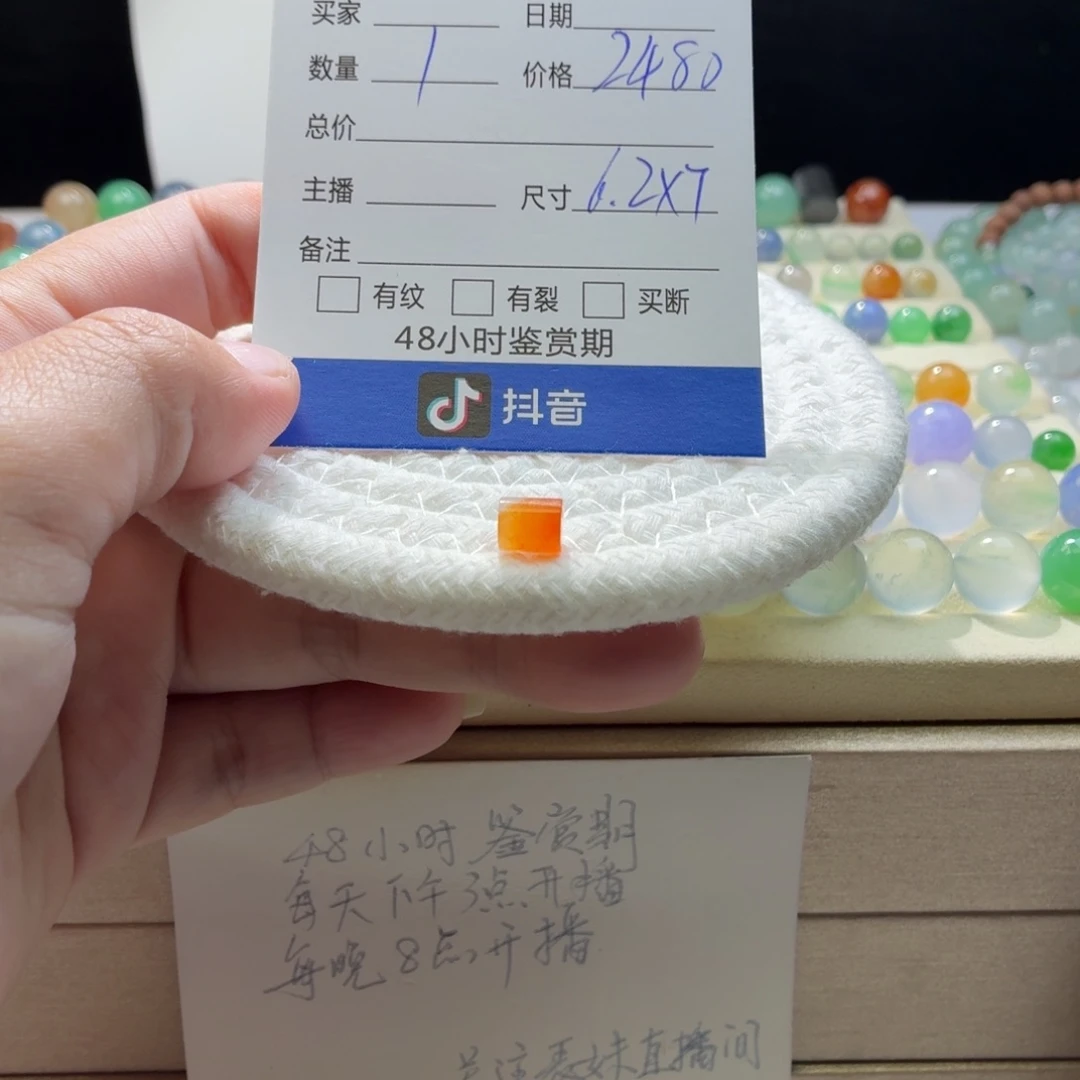 买家 日期
数量 1 价格 2480
总价
主播 尺寸 6.2X7
备注
有纹 有裂 买断
48小时鉴赏期
抖音
48小时鉴赏期
每天下午3点开播
每晚8点开播
妹直播间